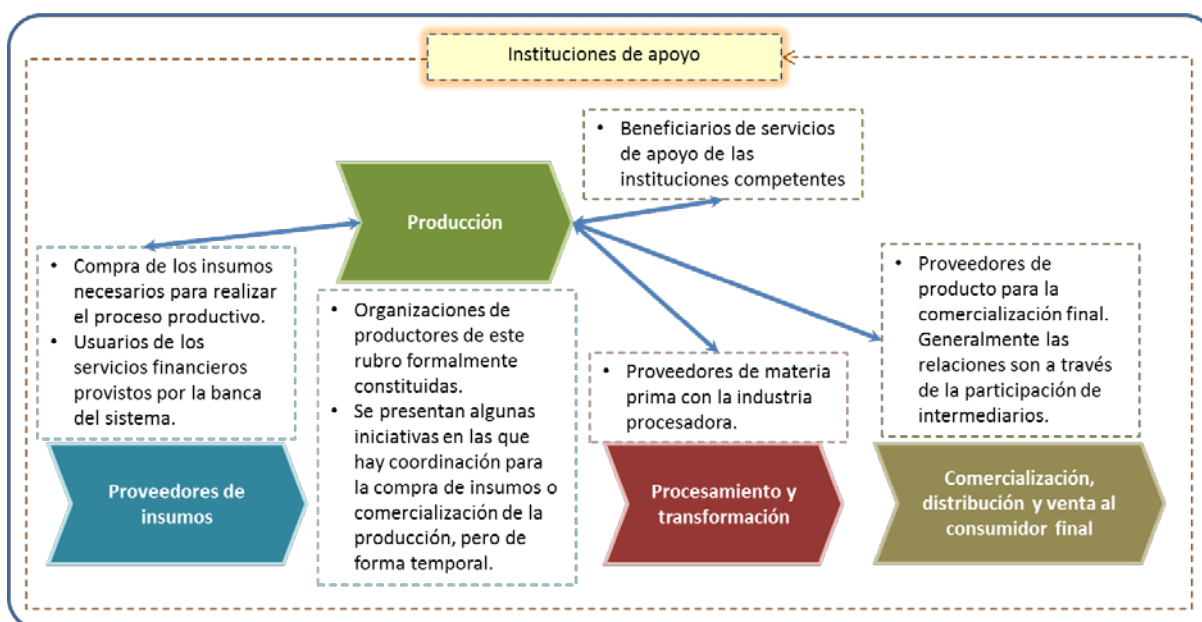 Instituciones de apoyo
• Beneficiarios de servicios
de apoyo de las
instituciones competentes
Producción
• Compra de los insumos
necesarios para realizar
el proceso productivo.
• Usuarios de los
servicios financieros
provistos por la banca
del sistema.
• Organizaciones de
productores de este
rubro formalmente
constituidas.
• Se presentan algunas
iniciativas en las que
hay coordinación para
la compra de insumos o
comercialización de la
producción, pero de
forma temporal.
• Proveedores de materia
prima con la industria
procesadora.
• Proveedores de
producto para la
comercialización final.
Generalmente las
relaciones son a través
de la participación de
intermediarios.
Proveedores de
insumos
Procesamiento y
transformación
Comercialización,
distribución y venta al
consumidor final